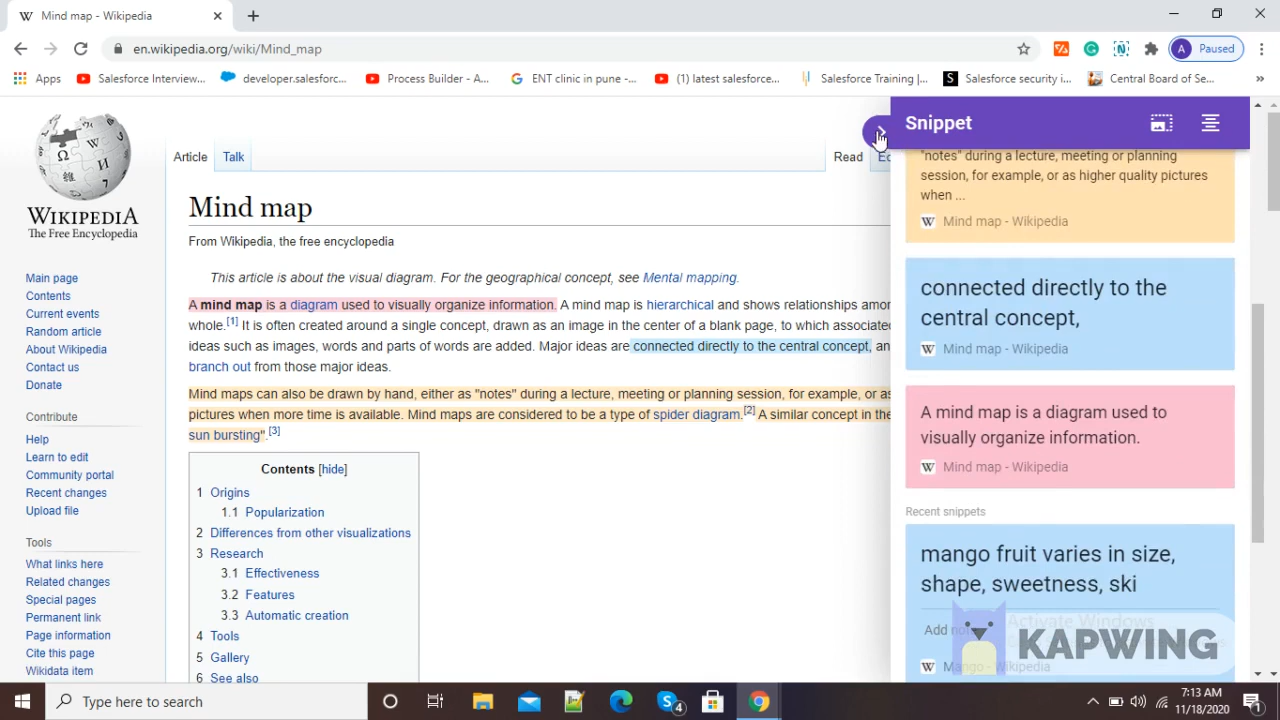 Mind map - Wikipedia
en.wikipedia.org/wiki/Mind_map
A Paused
Apps Salesforce Interview... developer.salesforc... Process Builder - A... ENT clinic in pune -... (1) latest salesforce... Salesforce Training |... Salesforce security i... Central Board of Se... »
WIKIPEDIA
The Free Encyclopedia
Main page
Contents
Current events
Random article
About Wikipedia
Contact us
Donate
Contribute
Help
Learn to edit
Community portal
Recent changes
Upload file
Tools
What links here
Related changes
Special pages
Permanent link
Page information
Cite this page
Wikidata item
Article Talk Read
Mind map
From Wikipedia, the free encyclopedia
This article is about the visual diagram. For the geographical concept, see Mental mapping.
A mind map is a diagram used to visually organize information. A mind map is hierarchical and shows relationships amor
whole.[1] It is often created around a single concept, drawn as an image in the center of a blank page, to which associate
ideas such as images, words and parts of words are added. Major ideas are connected directly to the central concept, an
branch out from those major ideas.
Mind maps can also be drawn by hand, either as "notes" during a lecture, meeting or planning session, for example, or as
pictures when more time is available. Mind maps are considered to be a type of spider diagram.[2] A similar concept in the
sun bursting".[3]
Contents [hide]
1 Origins
1.1 Popularization
2 Differences from other visualizations
3 Research
3.1 Effectiveness
3.2 Features
3.3 Automatic creation
4 Tools
5 Gallery
6 See also
Snippet
"notes" during a lecture, meeting or planning
session, for example, or as higher quality pictures
when ...
Mind map - Wikipedia
connected directly to the
central concept,
Mind map - Wikipedia
A mind map is a diagram used to
visually organize information.
Mind map - Wikipedia
Recent snippets
mango fruit varies in size,
shape, sweetness, ski
Activate Windows
Add
KAPWING
Mango - Wikipedia
Type here to search
4
7:13 AM
11/18/2020
1